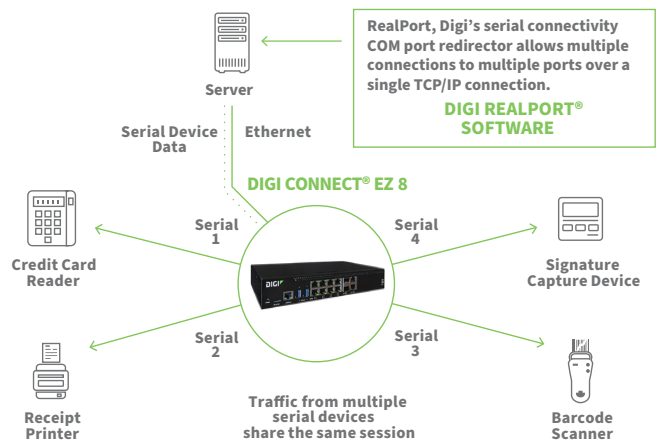 RealPort, Digi's serial connectivity
COM port redirector allows multiple
connections to multiple ports over a
single TCP/IP connection.
DIGI REALPORT®
SOFTWARE
Server
Serial Device
Data
Ethernet
DIGI CONNECT® EZ 8
Serial
1
Serial
4
Credit Card
Reader
Signature
Capture Device
DIGI
Serial
2
Serial
3
Receipt
Printer
Traffic from multiple
serial devices
share the same session
Barcode
Scanner